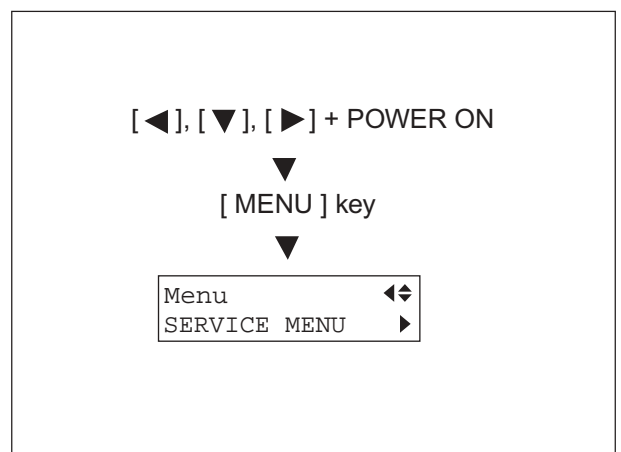 [ ◀ ], [ ▼ ], [ ▶ ] + POWER ON
▼
[ MENU ] key
▼
Menu ◀◆
SERVICE MENU ▶